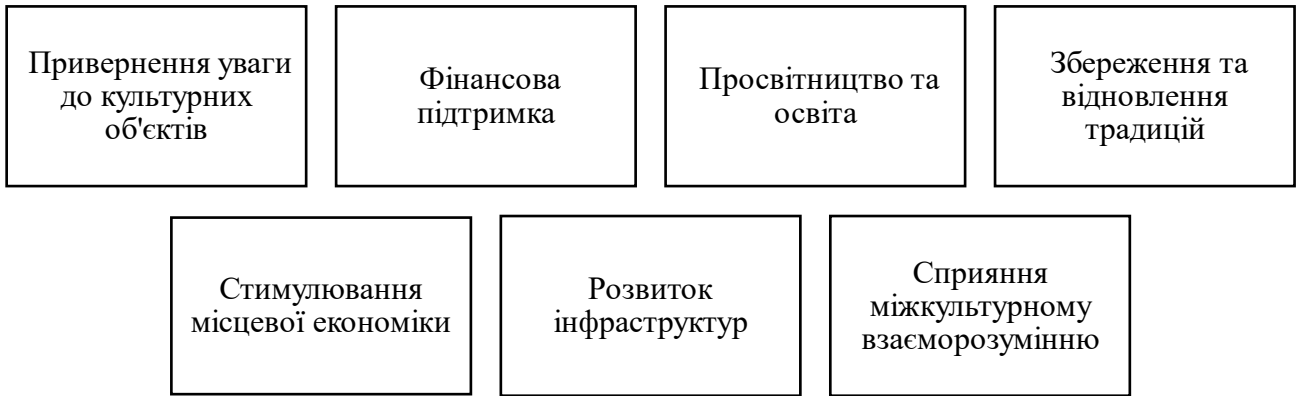 Привернення уваги
до культурних
об'єктів
Фінансова
підтримка
Просвітництво та
освіта
Збереження та
відновлення
традицій
Стимулювання
місцевої економіки
Розвиток
інфраструктур
Сприяння
міжкультурному
взаєморозумінню